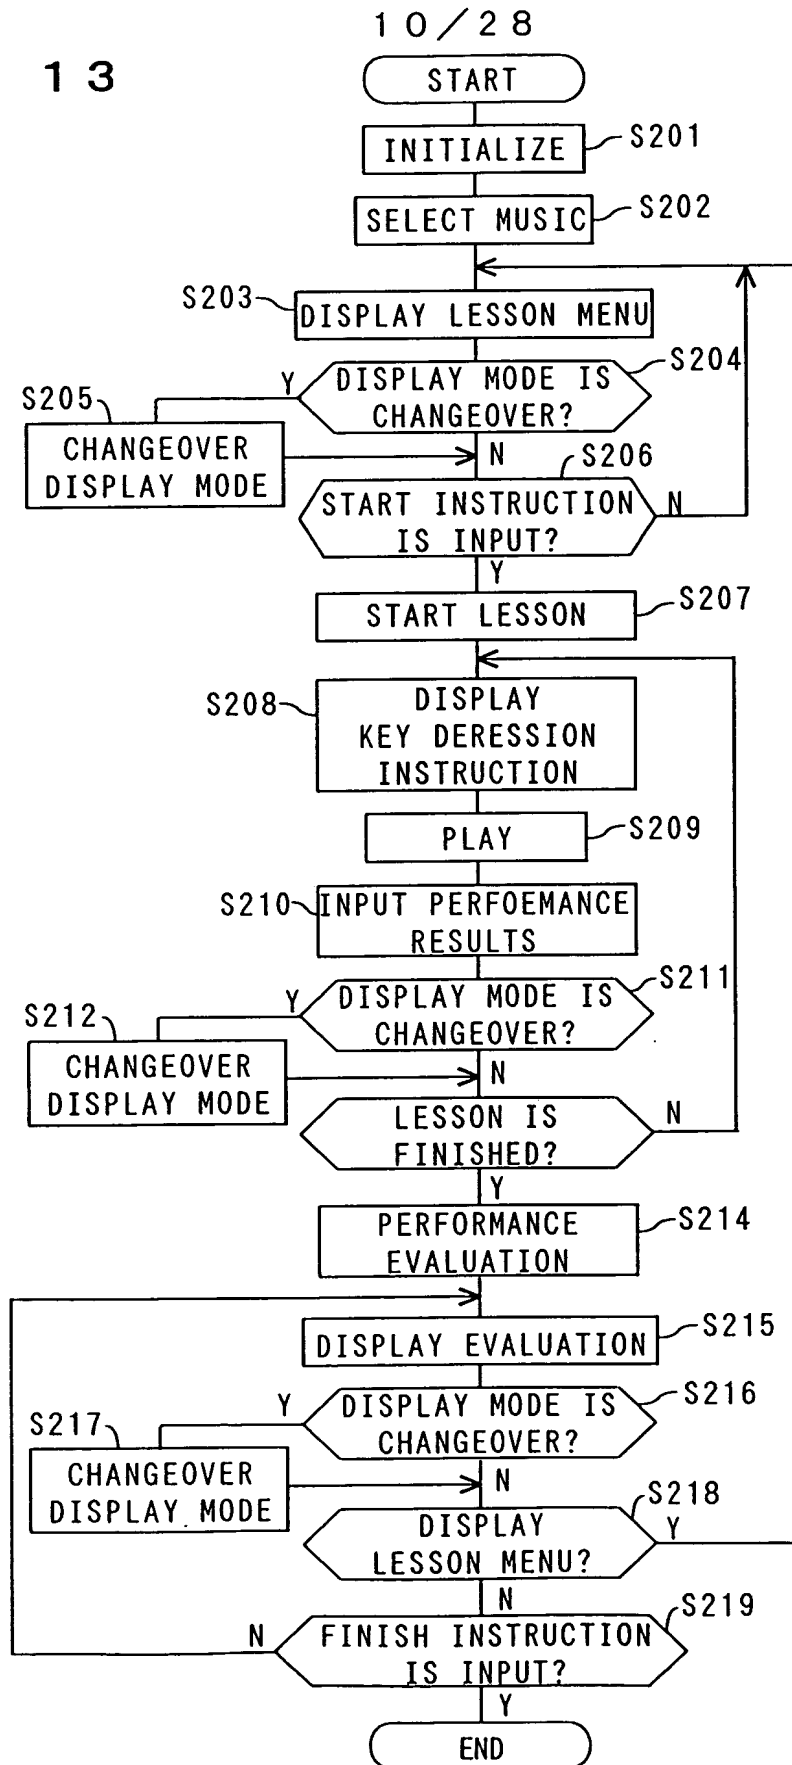 10/28
13
START
INITIALIZE
S201
SELECT MUSIC
S202
S203
DISPLAY LESSON MENU
S204
DISPLAY MODE IS
CHANGEOVER?
Y
S205
CHANGEOVER
DISPLAY MODE
N
S206
START INSTRUCTION
IS INPUT?
N
Y
START LESSON
S207
S208
DISPLAY
KEY DERESSION
INSTRUCTION
PLAY
S209
S210
INPUT PERFOEMANCE
RESULTS
S211
DISPLAY MODE IS
CHANGEOVER?
Y
S212
CHANGEOVER
DISPLAY MODE
N
LESSON IS
FINISHED?
N
Y
PERFORMANCE
EVALUATION
S214
DISPLAY EVALUATION
S215
DISPLAY MODE IS
CHANGEOVER?
S216
Y
S217
CHANGEOVER
DISPLAY MODE
N
S218
DISPLAY
LESSON MENU?
Y
N
S219
FINISH INSTRUCTION
IS INPUT?
N
Y
END